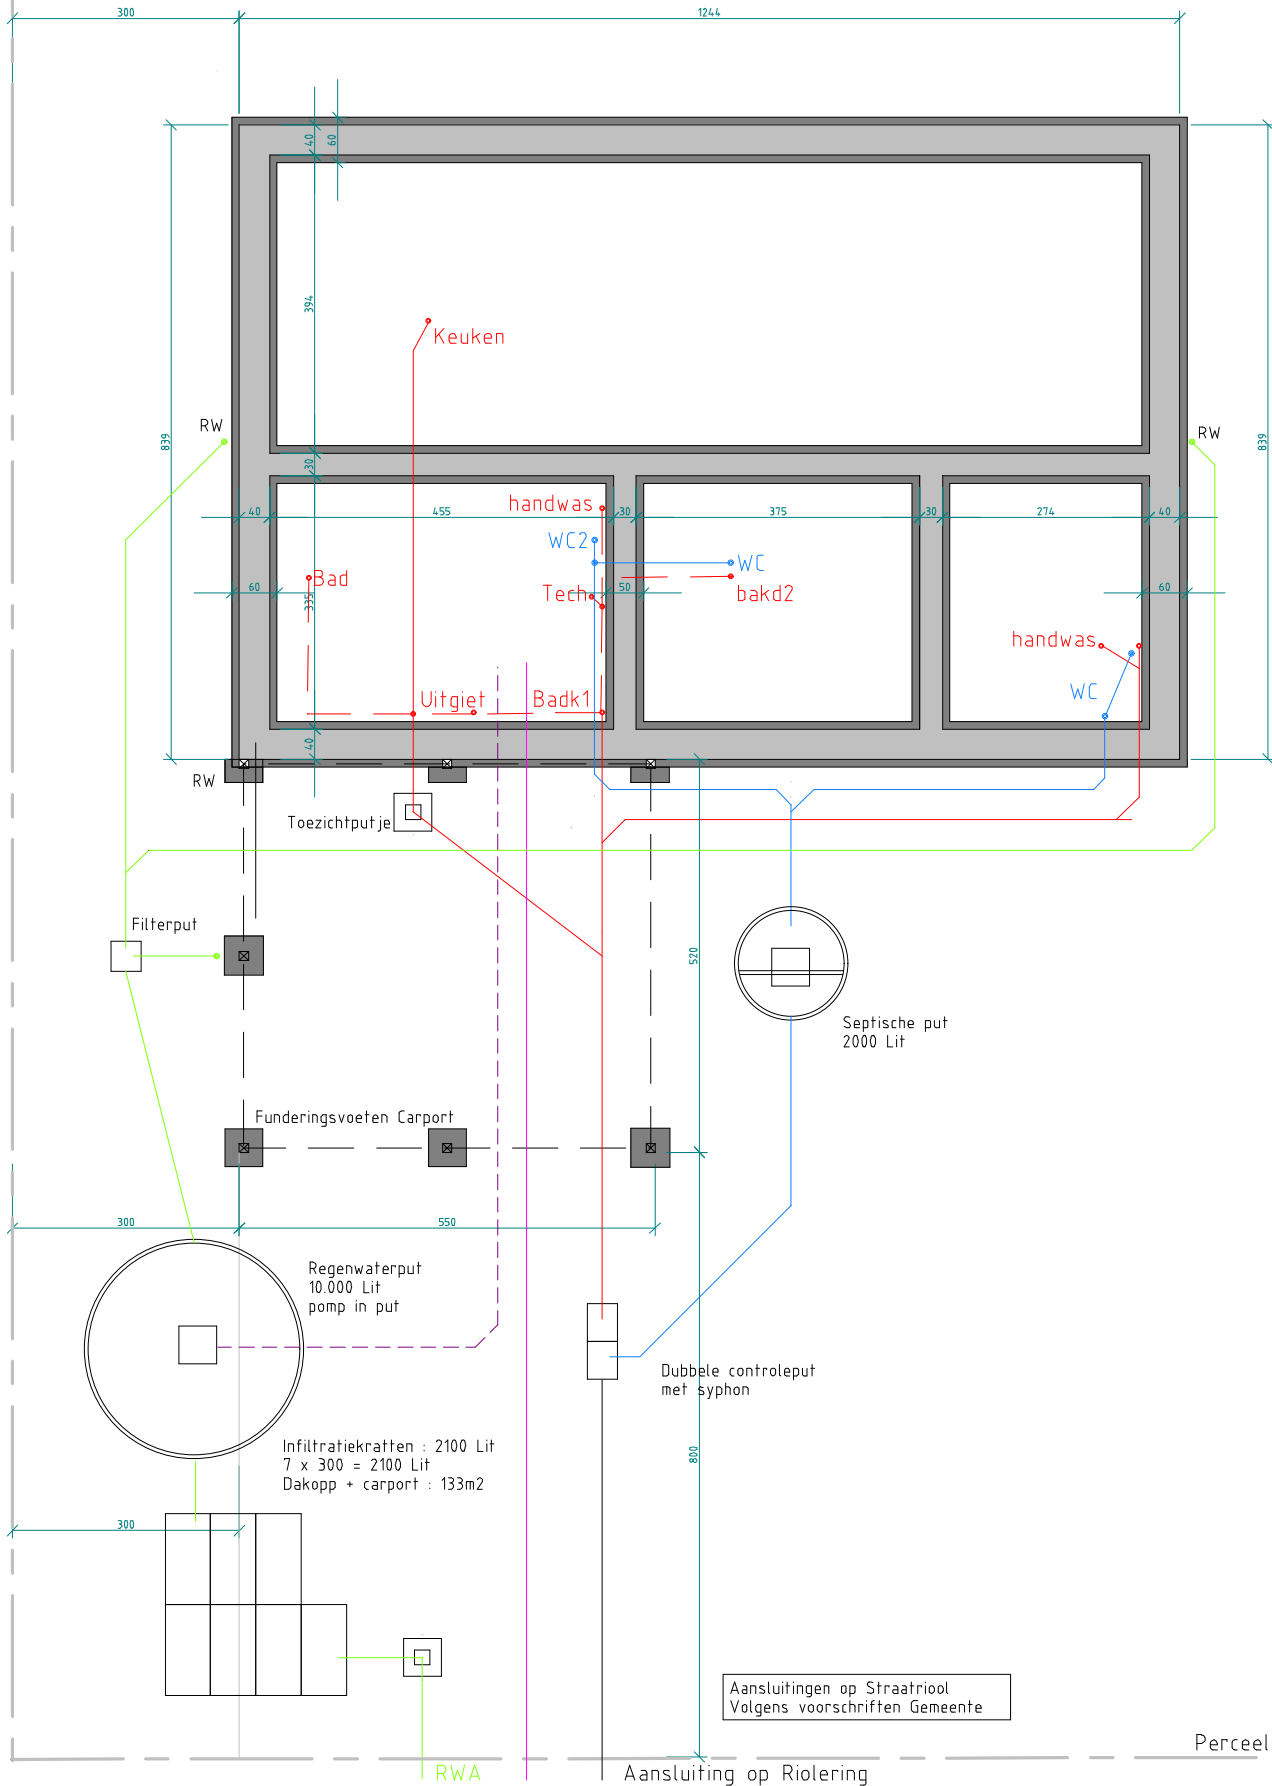 300
1244
40
60
394
RW
839
RW
839
Keuken
30
handwas
40
455
30
375
30
274
40
WC2
WC
Bad
Tech
bakd2
60
335
50
60
handwas
WC
Uitgiet
Badk1
40
RW
Toezichtputje
Filterput
520
Septische put
2000 Lit
Funderingsvoeten Carport
300
550
Regenwaterput
10.000 Lit
pomp in put
Dubbele controleput
met syphon
Infiltratiekratten : 2100 Lit
7 x 300 = 2100 Lit
Dakopp + carport : 133m2
800
300
Aansluitingen op Straatriool
Volgens voorschriften Gemeente
Perceel
RWA
Aansluiting op Riolering